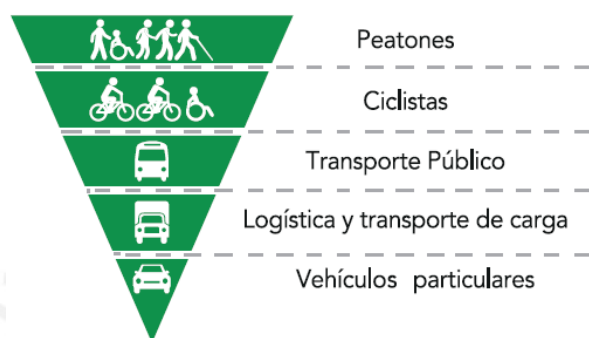 Peatones
Ciclistas
Transporte Público
Logística y transporte de carga
Vehículos particulares